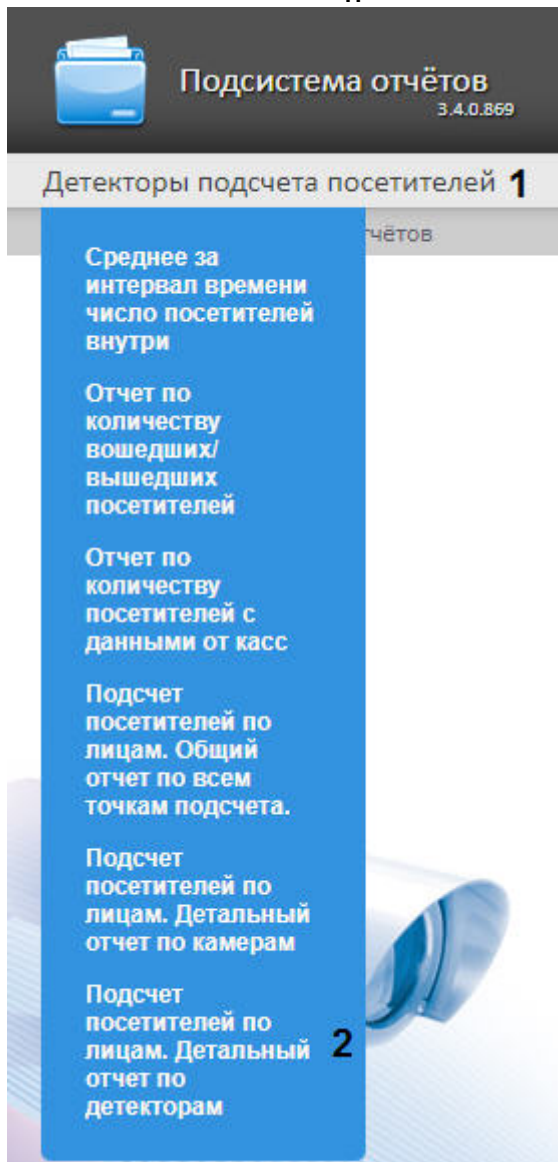 Подсистема отчётов
3.4.0.869
Детекторы подсчета посетителей 1
чётов
Среднее за
интервал времени
число посетителей
внутри
Отчет по
количеству
вошедших/
вышедших
посетителей
Отчет по
количеству
посетителей с
данными от касс
Подсчет
посетителей по
лицам. Общий
отчет по всем
точкам подсчета.
Подсчет
посетителей по
лицам. Детальный
отчет по камерам
Подсчет
посетителей по
лицам. Детальный 2
отчет по
детекторам